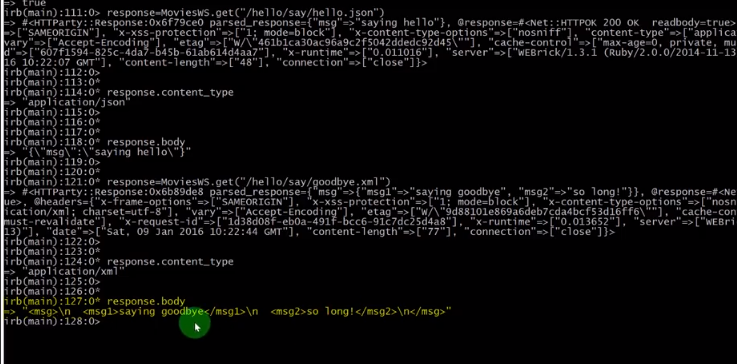 => true
irb(main):111:0> response=MoviesWS.get("/hello/say/hello.json")
=> #<HTTParty::Response:0x6f79ce0 parsed_response={"msg"=>"saying hello"}, @response=#<Net::HTTPOK 200 OK  readbody=true>
=>["SAMEORIGIN"], "x-xss-protection"=>["1; mode=block"], "x-content-type-options"=>["nosniff"], "content-type"=>["applica
vary"=>["Accept-Encoding"], "etag"=>["W/\"461b1ca30ac96a9c2f5042ddedc92d45\""], "cache-control"=>["max-age=0, private, mu
d"=>["607f1594-825c-4da7-b45b-61ab614d4aa7"], "x-runtime"=>["0.011016"], "server"=>["WEBrick/1.3.1 (Ruby/2.0.0/2014-11-13
16 10:22:07 GMT"], "content-length"=>["48"], "connection"=>["close"]}>
irb(main):112:0>
irb(main):113:0*
irb(main):114:0* response.content_type
=> "application/json"
irb(main):115:0>
irb(main):116:0*
irb(main):117:0*
irb(main):118:0* response.body
=> "{\"msg\":\"saying hello\"}"
irb(main):119:0>
irb(main):120:0*
irb(main):121:0* response=MoviesWS.get("/hello/say/goodbye.xml")
=> #<HTTParty::Response:0x6b89de8 parsed_response={"msg"=>{"msg1"=>"saying goodbye", "msg2"=>"so long!"}}, @response=#<Ne
ue>, @headers={"x-frame-options"=>["SAMEORIGIN"], "x-xss-protection"=>["1; mode=block"], "x-content-type-options"=>["nosn
ication/xml; charset=utf-8"], "vary"=>["Accept-Encoding"], "etag"=>["W/\"9d88101e869a6deb7cda4bcf53d16ff6\""], "cache-con
must-revalidate"], "x-request-id"=>["1d38d08f-eb0a-491f-bcc6-91c7dc25d4a8"], "x-runtime"=>["0.013652"], "server"=>["WEBri
13)"], "date"=>["Sat, 09 Jan 2016 10:22:44 GMT"], "content-length"=>["77"], "connection"=>["close"]}>
irb(main):122:0>
irb(main):123:0*
irb(main):124:0* response.content_type
=> "application/xml"
irb(main):125:0>
irb(main):126:0*
irb(main):127:0* response.body
=> "<msg>\n  <msg1>saying goodbye</msg1>\n  <msg2>so long!</msg2>\n</msg>"
irb(main):128:0>